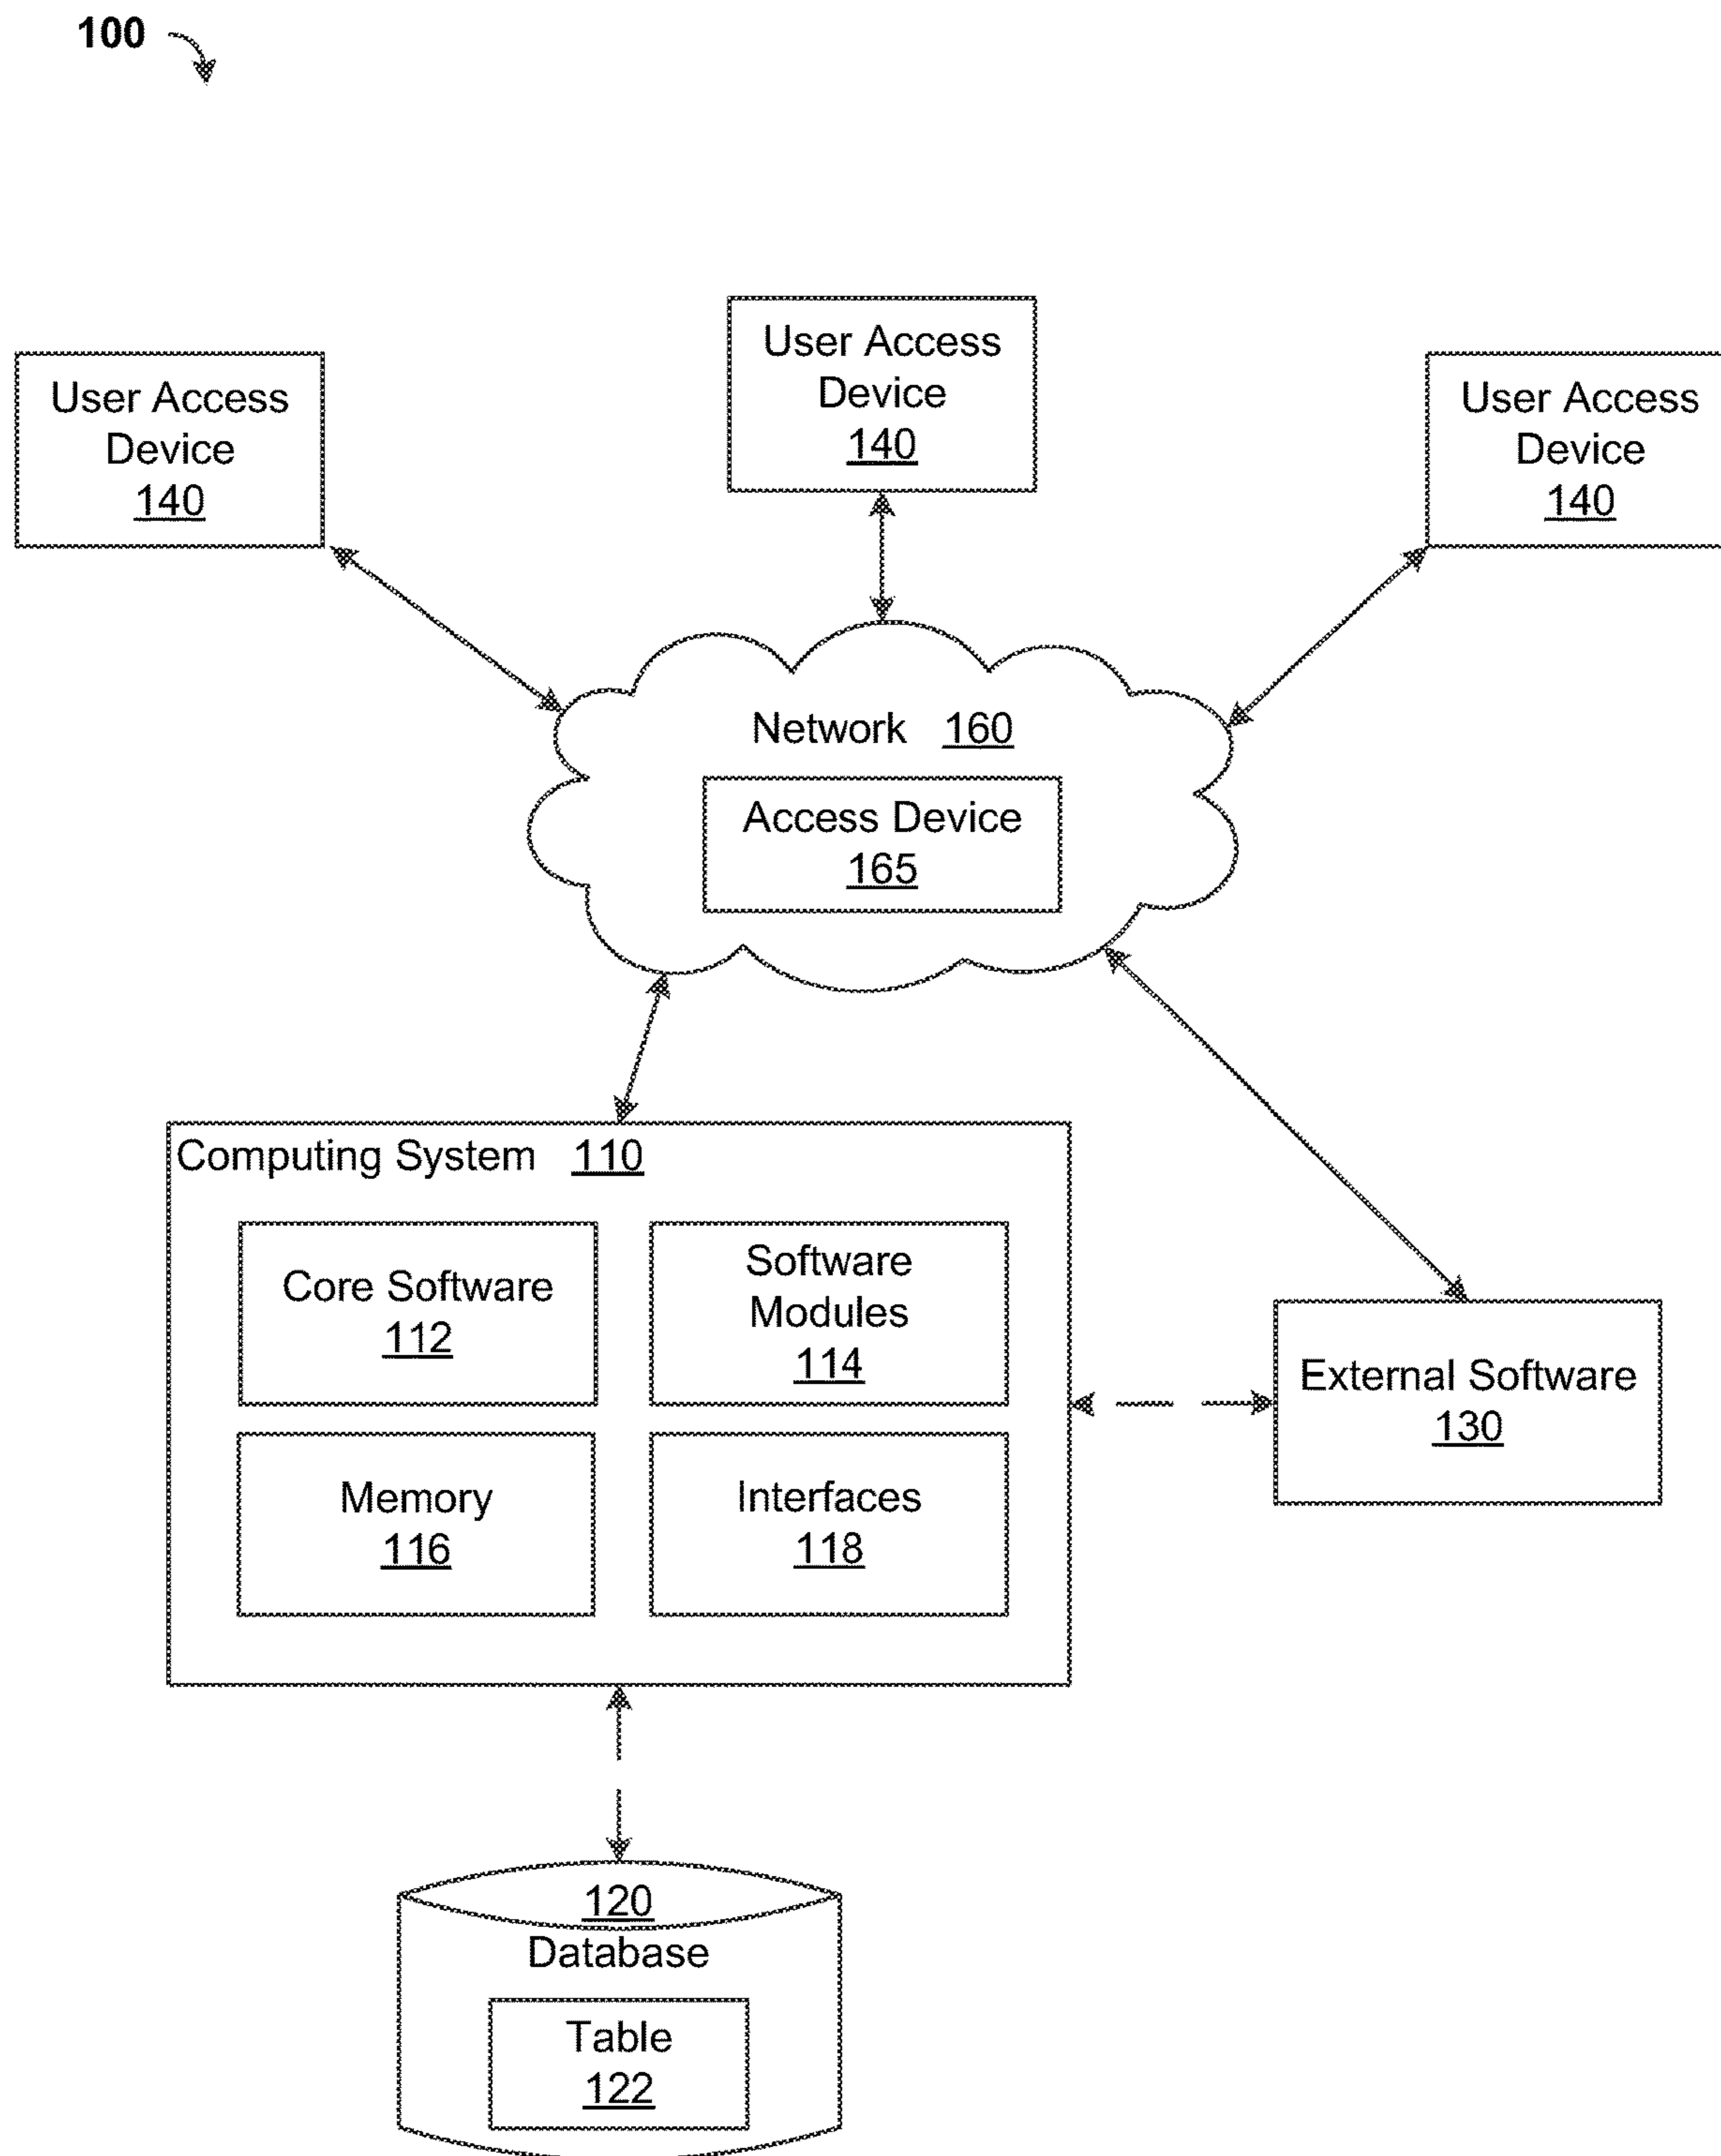 100
User Access
Device
140
User Access
Device
140
User Access
Device
140
Network 160
Access Device
165
Computing System 110
Core Software
112
Software
Modules
114
Memory
116
Interfaces
118
External Software
130
120
Database
Table
122